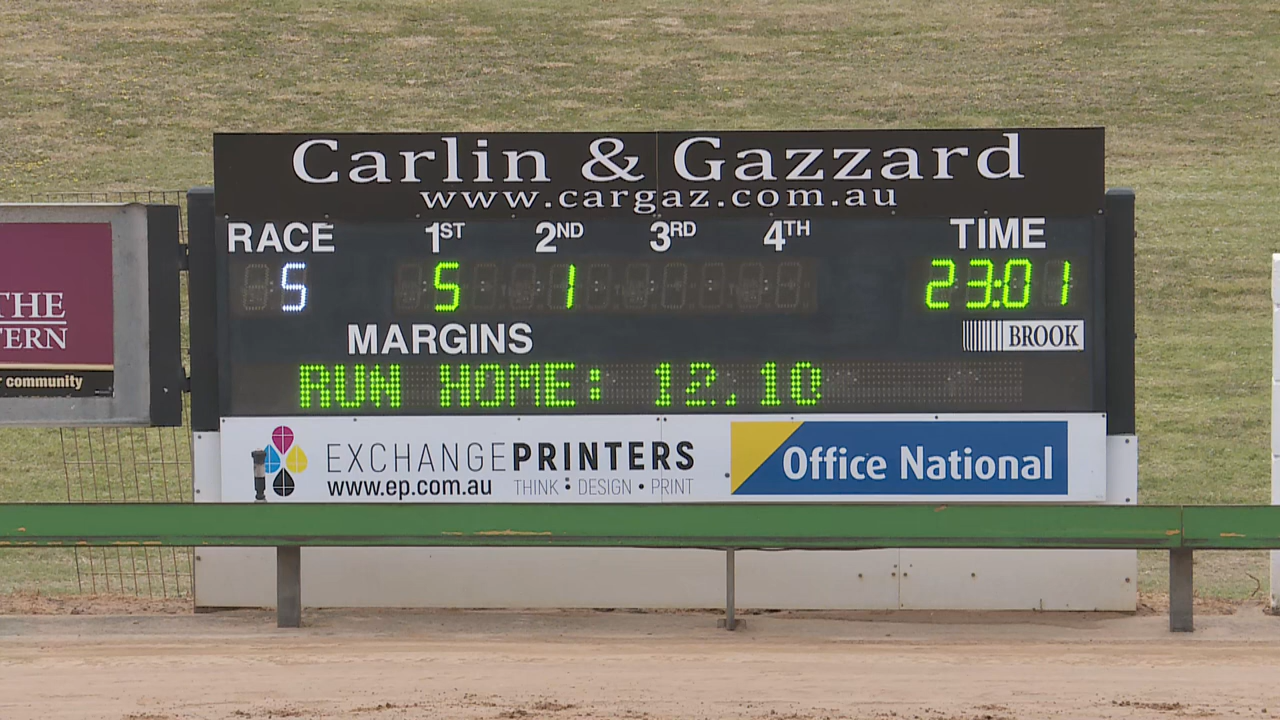 Carlin & Gazzard
www.cargaz.com.au
RACE 1ST 2ND 3RD 4TH TIME
5 5 1 23:01
MARGINS
BROOK
RUN HOME: 12.10
THE
TERN
community
EXCHANGEPRINTERS
www.ep.com.au THINK • DESIGN • PRINT
Office National